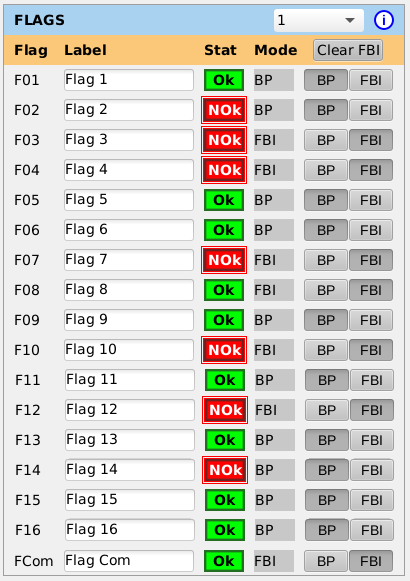 FLAGS 1 i
Flag Label Stat Mode Clear FBI
F01 Flag 1 Ok BP BP FBI
F02 Flag 2 NOk BP BP FBI
F03 Flag 3 NOk FBI BP FBI
F04 Flag 4 NOk FBI BP FBI
F05 Flag 5 Ok BP BP FBI
F06 Flag 6 Ok BP BP FBI
F07 Flag 7 NOk FBI BP FBI
F08 Flag 8 Ok FBI BP FBI
F09 Flag 9 Ok BP BP FBI
F10 Flag 10 NOk FBI BP FBI
F11 Flag 11 Ok BP BP FBI
F12 Flag 12 NOk FBI BP FBI
F13 Flag 13 Ok BP BP FBI
F14 Flag 14 NOk BP BP FBI
F15 Flag 15 Ok BP BP FBI
F16 Flag 16 Ok BP BP FBI
FCom Flag Com Ok FBI BP FBI